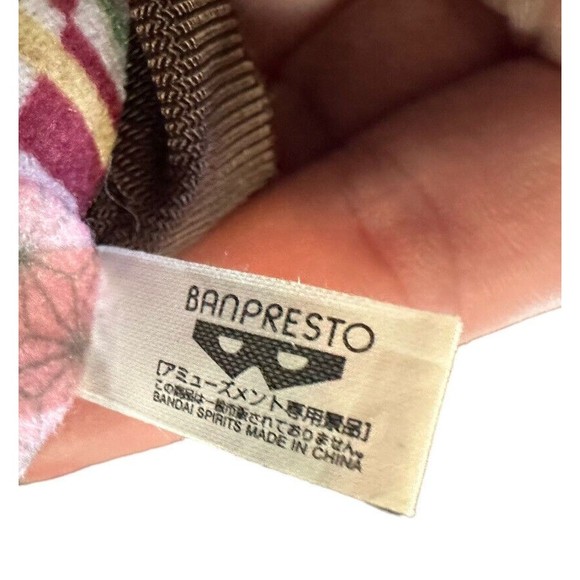 BANPRESTO
[アミューズメント専用景品]
この商品は一般市販されておりません。
BANDAI SPIRITS MADE IN CHINA